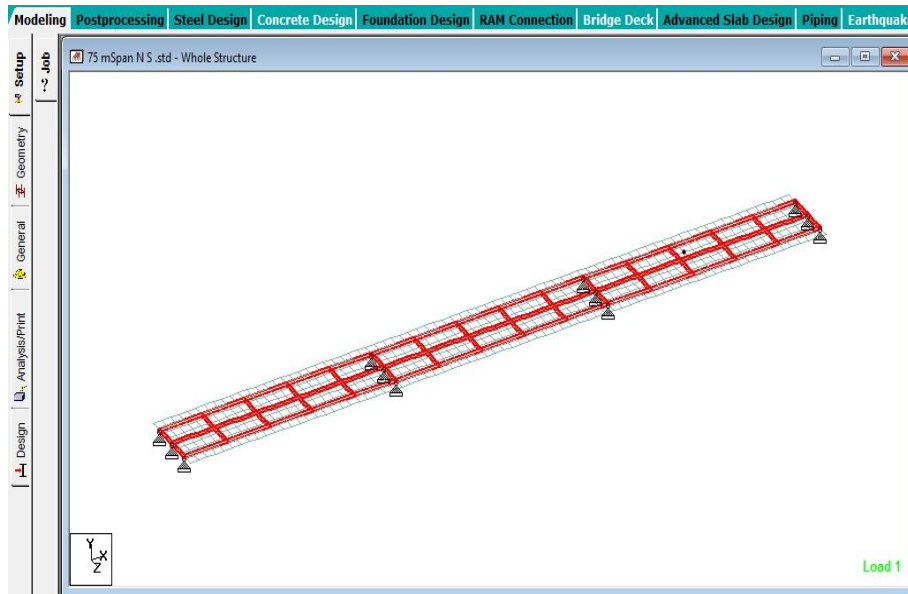 Modeling Postprocessing Steel Design Concrete Design Foundation Design RAM Connection Bridge Deck Advanced Slab Design Piping Earthquak
Setup
Geometry
General
Analysis/Print
Design
? Job
75 mSpan N S .std - Whole Structure
Y
X
Z
Load 1